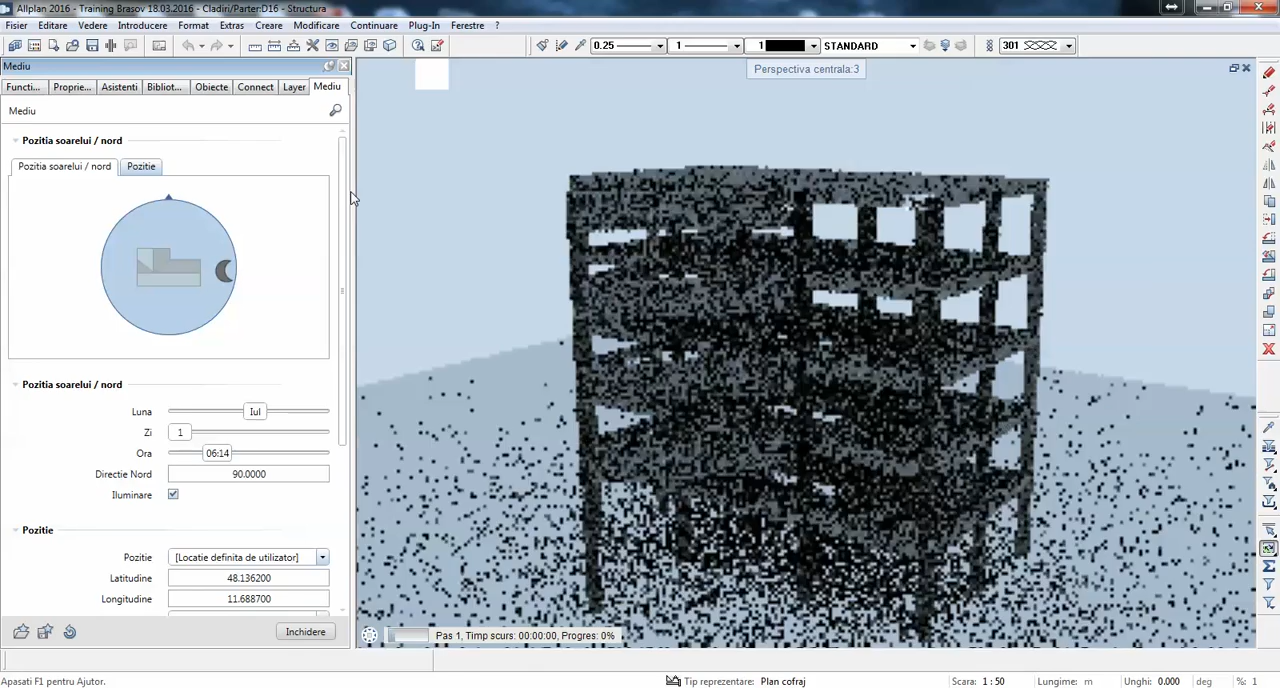 Allplan 2016 - Training Brasov 18.03.2016 - Cladiri/Parter:D16 - Structura
Fisier Editare Vedere Introducere Format Extras Creare Modificare Continuare Plug-In Ferestre ?
0.25 1 1 STANDARD 301
Mediu
Functi... Proprie... Asistenti Bibliot... Obiecte Connect Layer Mediu
Perspectiva centrala:3
Mediu
Pozitia soarelui / nord
Pozitia soarelui / nord Pozitie
Pozitia soarelui / nord
Luna Iul
Zi 1
Ora 06:14
Directie Nord 90.0000
Iluminare
Pozitie
Pozitie [Locatie definita de utilizator]
Latitudine 48.136200
Longitudine 11.688700
Inchidere
Pas 1, Timp scurs: 00:00:00, Progres: 0%
Apasati F1 pentru Ajutor.
Tip reprezentare: Plan cofraj Scara: 1 : 50 Lungime: m Unghi: 0.000 deg %: 1